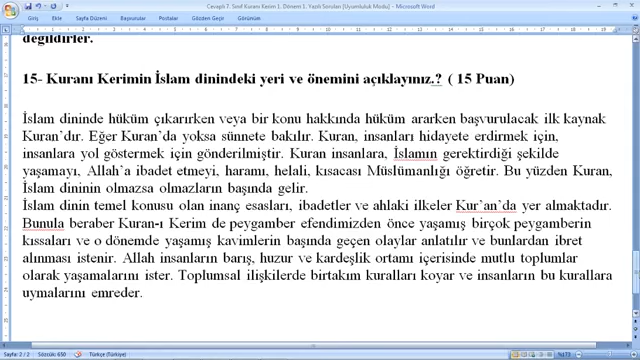 Cevaplı 7. Sınıf Kuranı Kerim 1. Dönem 1. Yazılı Soruları [Uyumluluk Modu] - Microsoft Word
Giriş Ekle Sayfa Düzeni Başvurular Postalar Gözden Geçir Görünüm
değildirler.
15- Kuranı Kerimin İslam dinindeki yeri ve önemini açıklayınız.? ( 15 Puan)
İslam dininde hüküm çıkarırken veya bir konu hakkında hüküm ararken başvurulacak ilk kaynak
Kuran’dır. Eğer Kuran’da yoksa sünnete bakılır. Kuran, insanları hidayete erdirmek için,
insanlara yol göstermek için gönderilmiştir. Kuran insanlara, İslamın gerektirdiği şekilde
yaşamayı, Allah’a ibadet etmeyi, haramı, helali, kısacası Müslümanlığı öğretir. Bu yüzden Kuran,
İslam dininin olmazsa olmazların başında gelir.
İslam dinin temel konusu olan inanç esasları, ibadetler ve ahlaki ilkeler Kur’an’da yer almaktadır.
Bunula beraber Kuran-ı Kerim de peygamber efendimizden önce yaşamış birçok peygamberin
kıssaları ve o dönemde yaşamış kavimlerin başında geçen olaylar anlatılır ve bunlardan ibret
alınması istenir. Allah insanların barış, huzur ve kardeşlik ortamı içerisinde mutlu toplumlar
olarak yaşamalarını ister. Toplumsal ilişkilerde birtakım kuralları koyar ve insanların bu kurallara
uymalarını emreder.
Sayfa: 2 / 2 Sözcük: 650 Türkçe (Türkiye) %173